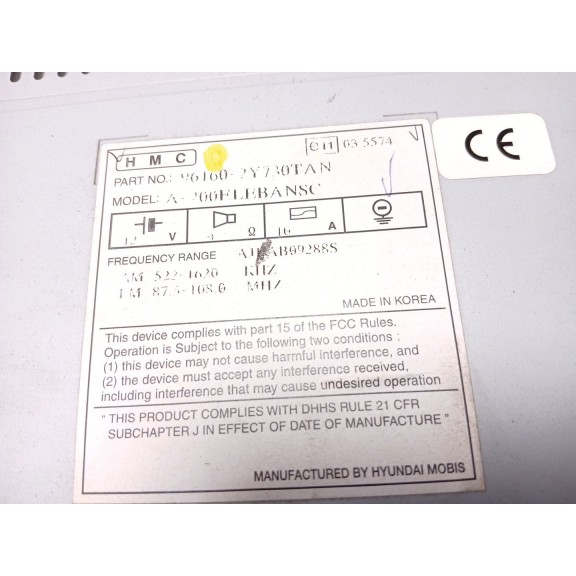 HMC
e11 03 5574
CE
PART NO.: 96160-2Y730TAN
MODEL: A-200FLEBANSC
12 V
Ω
10 A
FREQUENCY RANGE
AM 522-1620 KHZ
FM 87.5-108.0 MHZ
MADE IN KOREA
This device complies with part 15 of the FCC Rules.
Operation is Subject to the following two conditions:
(1) this device may not cause harmful interference, and
(2) the device must accept any interference received,
including interference that may cause undesired operation
" THIS PRODUCT COMPLIES WITH DHHS RULE 21 CFR
SUBCHAPTER J IN EFFECT OF DATE OF MANUFACTURE "
MANUFACTURED BY HYUNDAI MOBIS